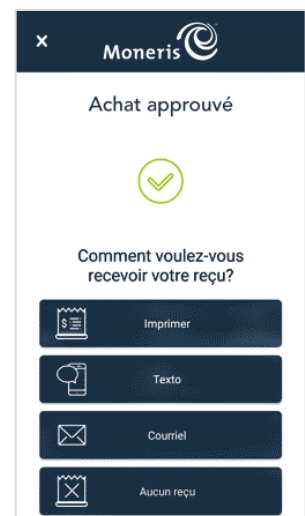 Moneris
Achat approuvé
Comment voulez-vous
recevoir votre reçu?
Imprimer
Texto
Courriel
Aucun reçu